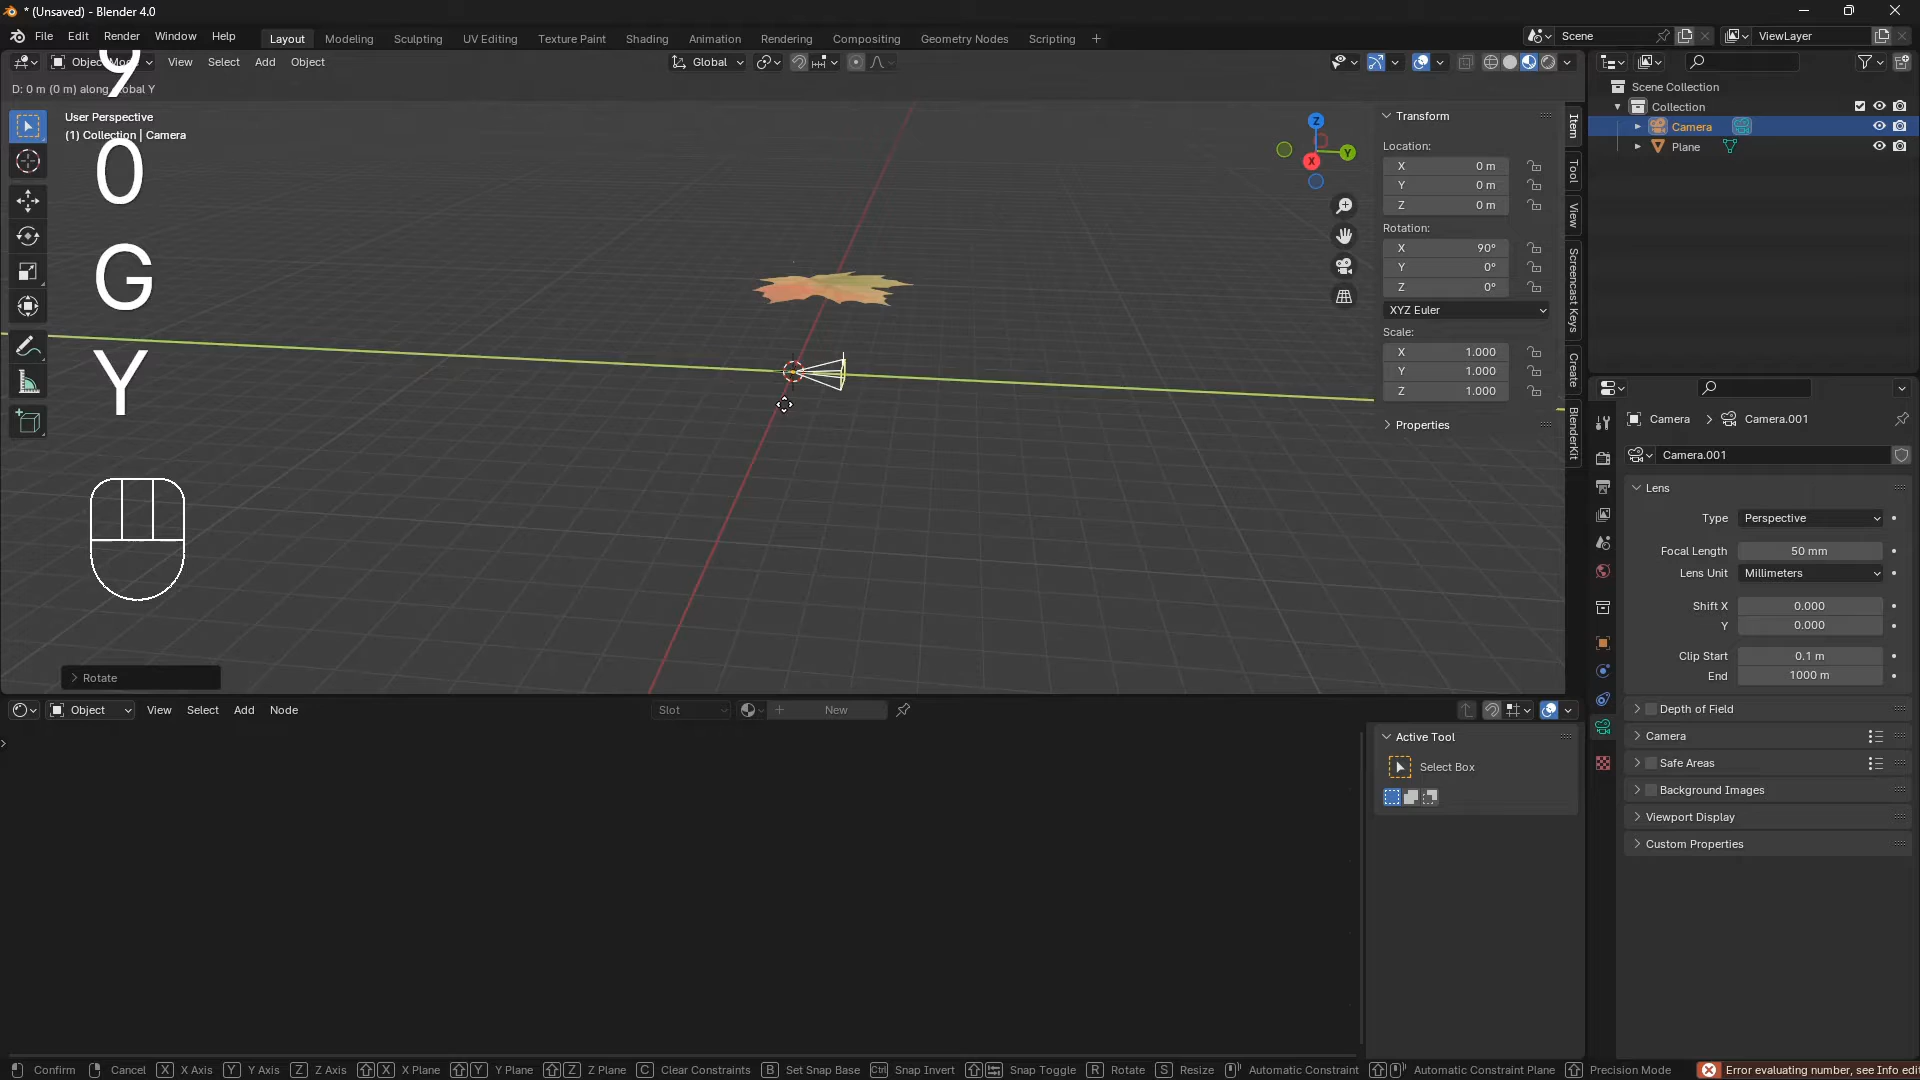 * (Unsaved) - Blender 4.0
File Edit Render Window Help
Layout Modeling Sculpting UV Editing Texture Paint Shading Animation Rendering Compositing Geometry Nodes Scripting +
Scene
ViewLayer
View Select Add Object
Global
D: 0 m (0 m) along
Y
User Perspective
(1) Collection | Camera
9
0
G
Y
Z
Y
X
Rotate
Transform
Location:
X 0 m
Y 0 m
Z 0 m
Rotation:
X 90°
Y 0°
Z 0°
XYZ Euler
Scale:
X 1.000
Y 1.000
Z 1.000
Properties
Item
Tool
View
Screencast Keys
Create
BlenderKit
Scene Collection
Collection
Camera
Plane
Camera > Camera.001
Camera.001
Lens
Type Perspective
Focal Length 50 mm
Lens Unit Millimeters
Shift X 0.000
Y 0.000
Clip Start 0.1 m
End 1000 m
Depth of Field
Camera
Safe Areas
Background Images
Viewport Display
Custom Properties
Object View Select Add Node
Slot
New
Active Tool
Select Box
Confirm Cancel X X Axis Y Y Axis Z Z Axis X X Plane Y Y Plane Z Z Plane C Clear Constraints B Set Snap Base Ctrl Snap Invert Snap Toggle R Rotate S Resize Automatic Constraint Automatic Constraint Plane Precision Mode
Error evaluating number, see Info edit